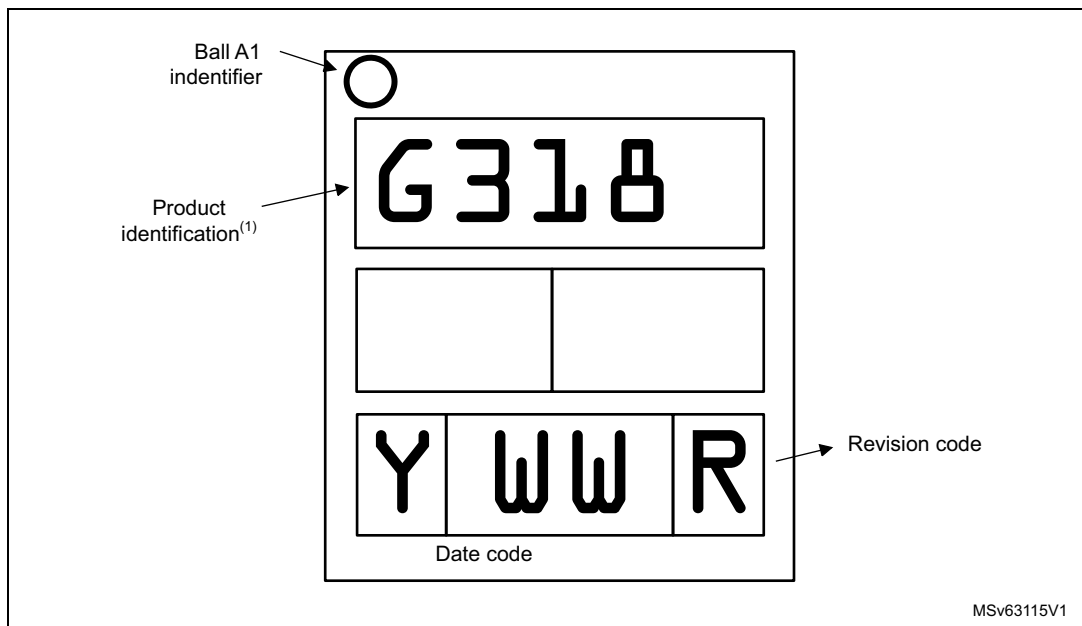 Ball A1
indentifier
G318
Product
identification(1)
Y WW R
Revision code
Date code
MSv63115V1